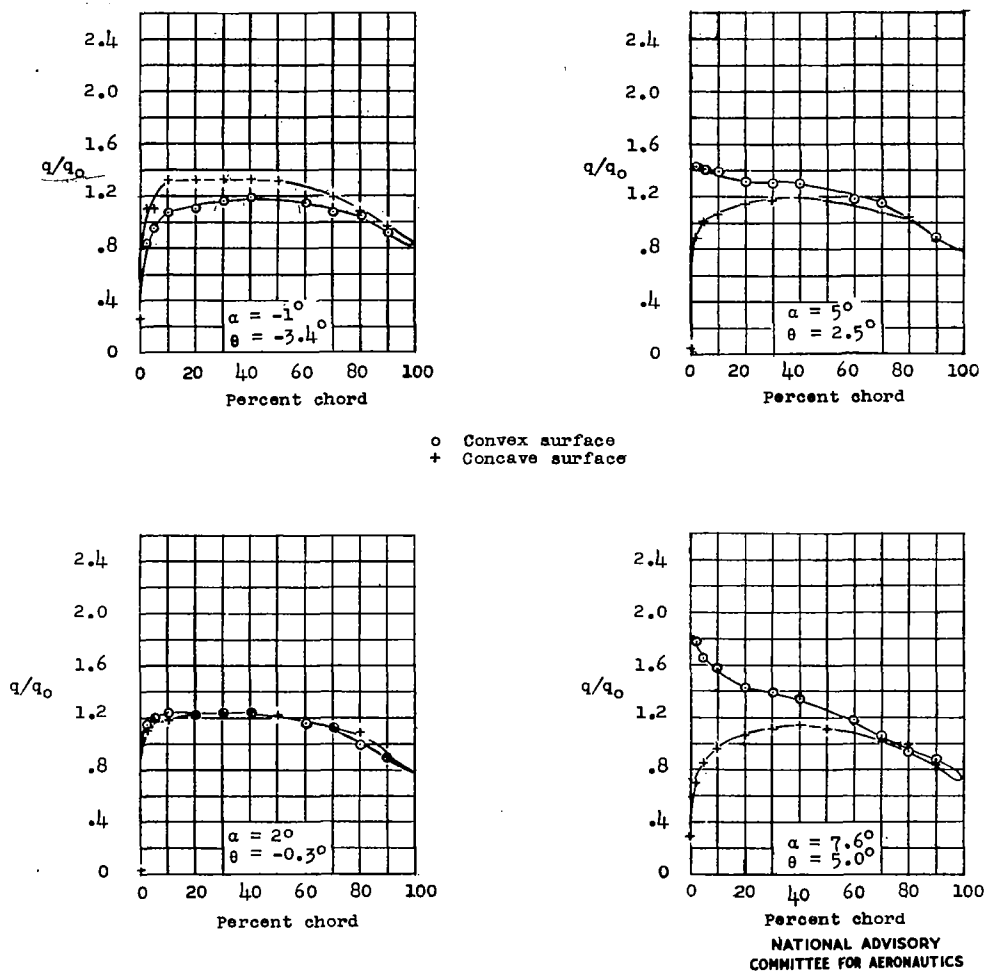 2.4
2.0
1.6
q/q₀
1.2
.8
.4
0
α = -1°
θ = -3.4°
0 20 40 60 80 100
Percent chord
2.4
2.0
1.6
q/q₀
1.2
.8
.4
0
α = 5°
θ = 2.5°
0 20 40 60 80 100
Percent chord
o Convex surface
+ Concave surface
2.4
2.0
1.6
q/q₀
1.2
.8
.4
0
α = 2°
θ = -0.3°
0 20 40 60 80 100
Percent chord
2.4
2.0
1.6
q/q₀
1.2
.8
.4
0
α = 7.6°
θ = 5.0°
0 20 40 60 80 100
Percent chord
NATIONAL ADVISORY
COMMITTEE FOR AERONAUTICS